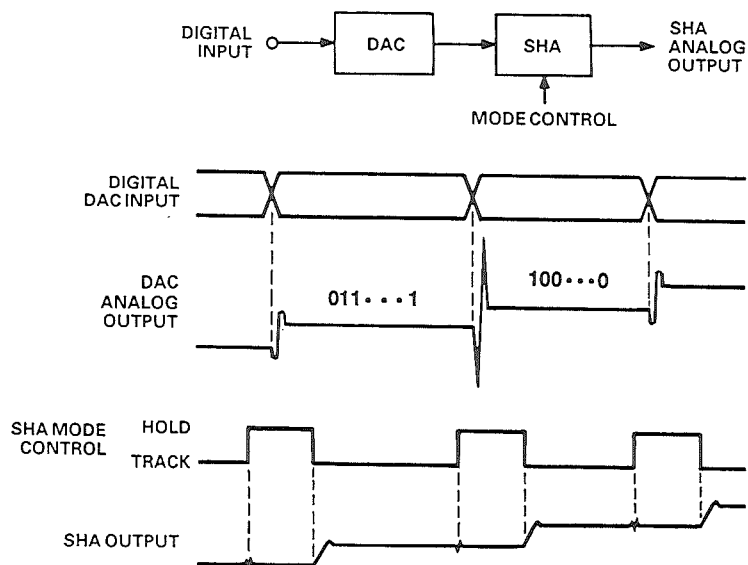 DIGITAL
INPUT
DAC
SHA
SHA
ANALOG
OUTPUT
MODE CONTROL
DIGITAL
DAC INPUT
DAC
ANALOG
OUTPUT
011•••1
100•••0
SHA MODE
CONTROL
HOLD
TRACK
SHA OUTPUT